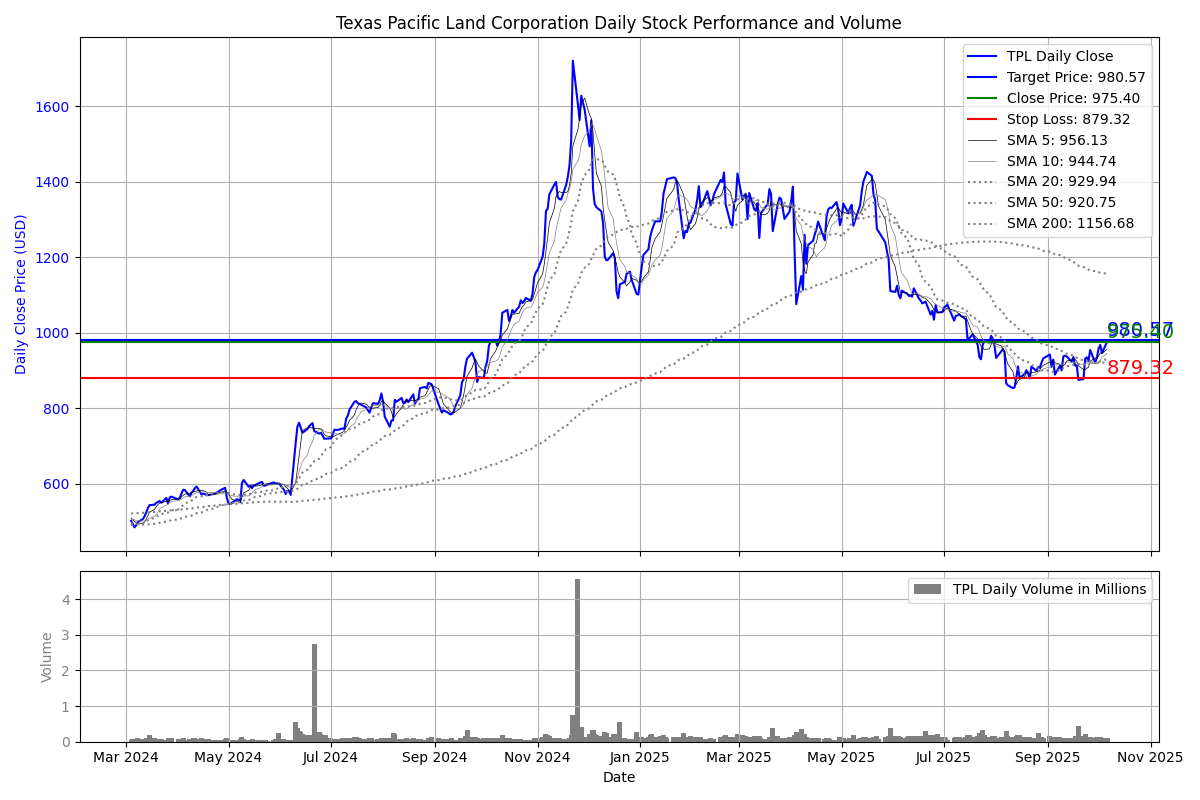 Texas Pacific Land Corporation Daily Stock Performance and Volume
TPL Daily Close
Target Price: 980.57
Close Price: 975.40
Stop Loss: 879.32
SMA 5: 956.13
SMA 10: 944.74
SMA 20: 929.94
SMA 50: 920.75
SMA 200: 1156.68
Daily Close Price (USD)
1600
1400
1200
1000
800
600
980.57
975.40
879.32
TPL Daily Volume in Millions
Volume
4
3
2
1
0
Mar 2024 May 2024 Jul 2024 Sep 2024 Nov 2024 Jan 2025 Mar 2025 May 2025 Jul 2025 Sep 2025 Nov 2025
Date